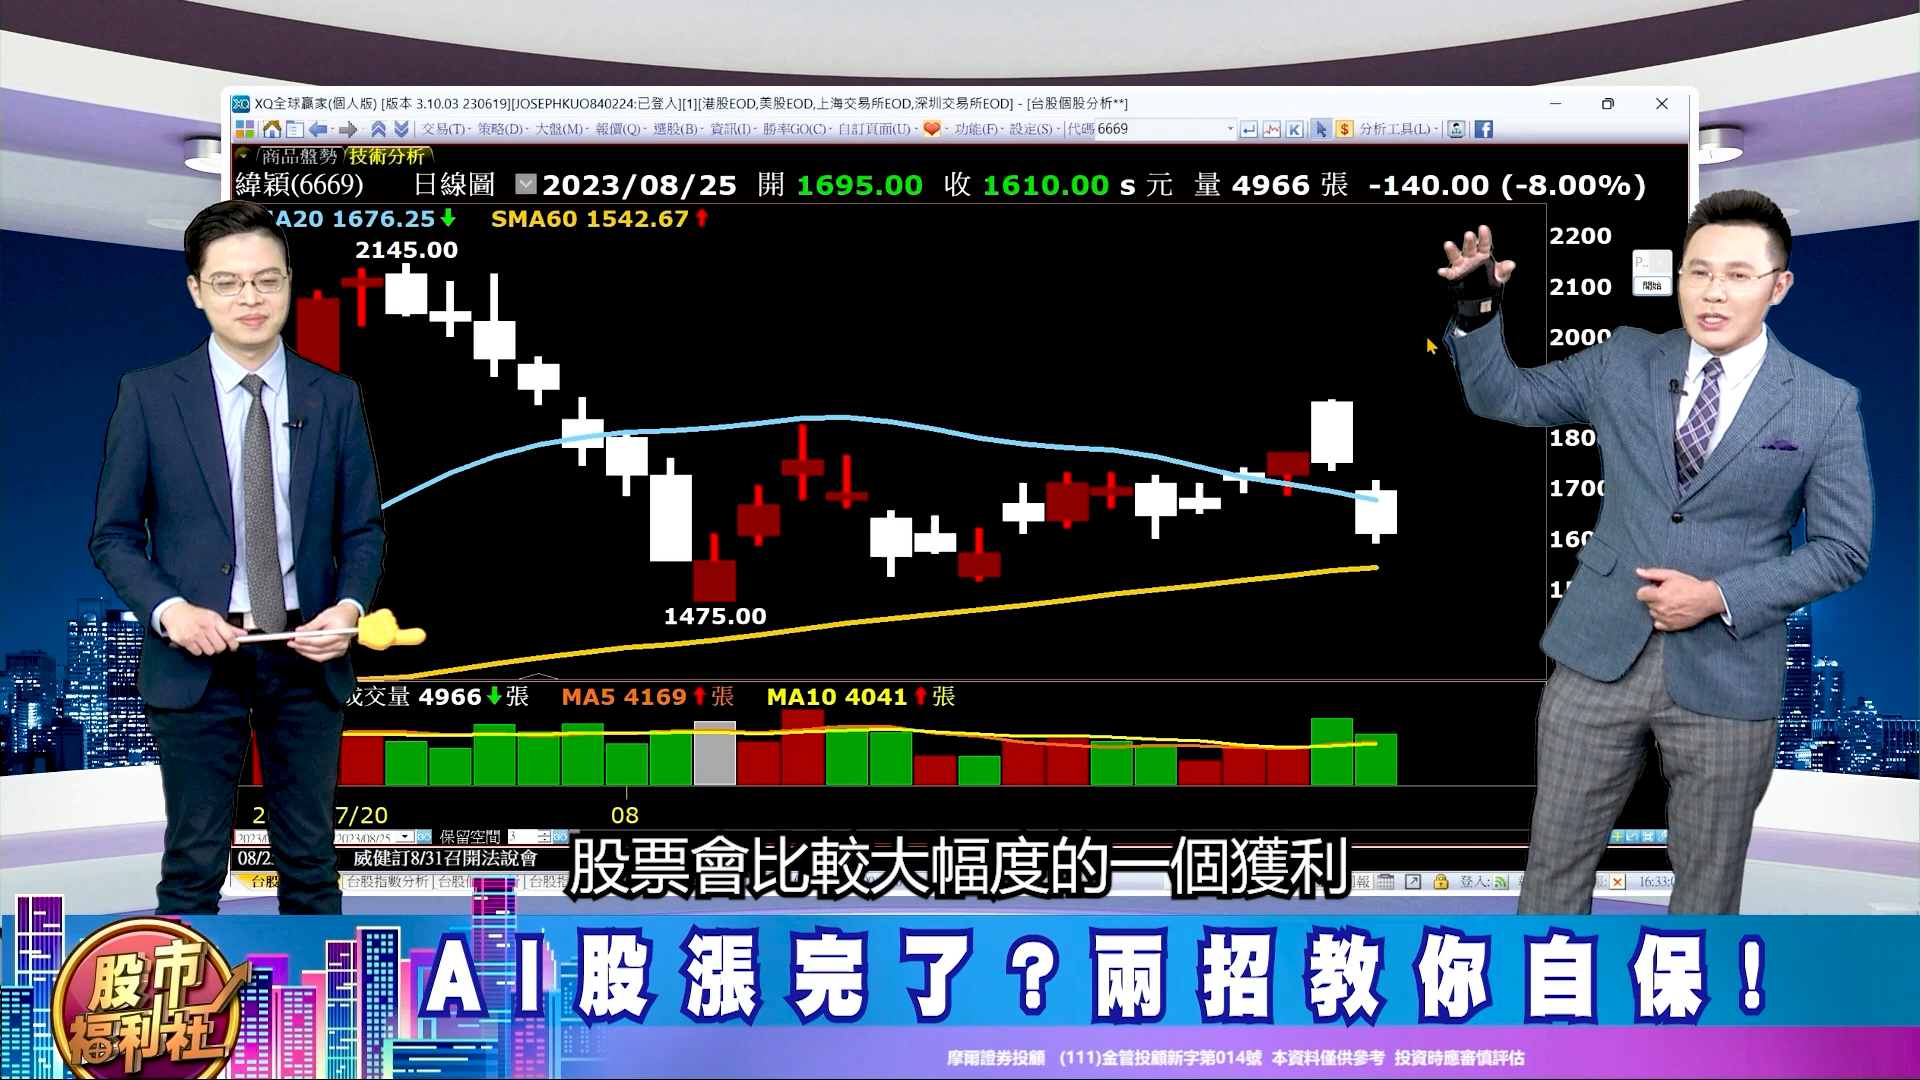 XQ全球贏家(個人版) [版本 3.10.03 230619][JOSEPHKUO840224:已登入][1][港股EOD,美股EOD,上海交易所EOD,深圳交易所EOD] - [台股個股分析**]
交易(T) 策略(D) 大盤(M) 報價(Q) 選股(B) 資訊(I) 勝率GO(C) 自訂頁面(U) 功能(F) 設定(S) 代碼 6669 K $ 分析工具(L)
商品盤勢 技術分析
緯穎(6669) 日線圖 2023/08/25 開 1695.00 收 1610.00 s 元 量 4966 張 -140.00 (-8.00%)
A20 1676.25 SMA60 1542.67
2145.00
2200
P..
開始
2100
2000
180
1700
160
1475.00
成交量 4966 張 MA5 4169 張 MA10 4041 張
7/20 08
2023/08/25 保留空間 3
威健訂8/31召開法說會
台股指數分析
登入:
股票會比較大幅度的一個獲利
AI股漲完了?兩招教你自保!
股市
福利社
摩爾證券投顧 (111)金管投顧新字第014號 本資料僅供參考 投資時應審慎評估